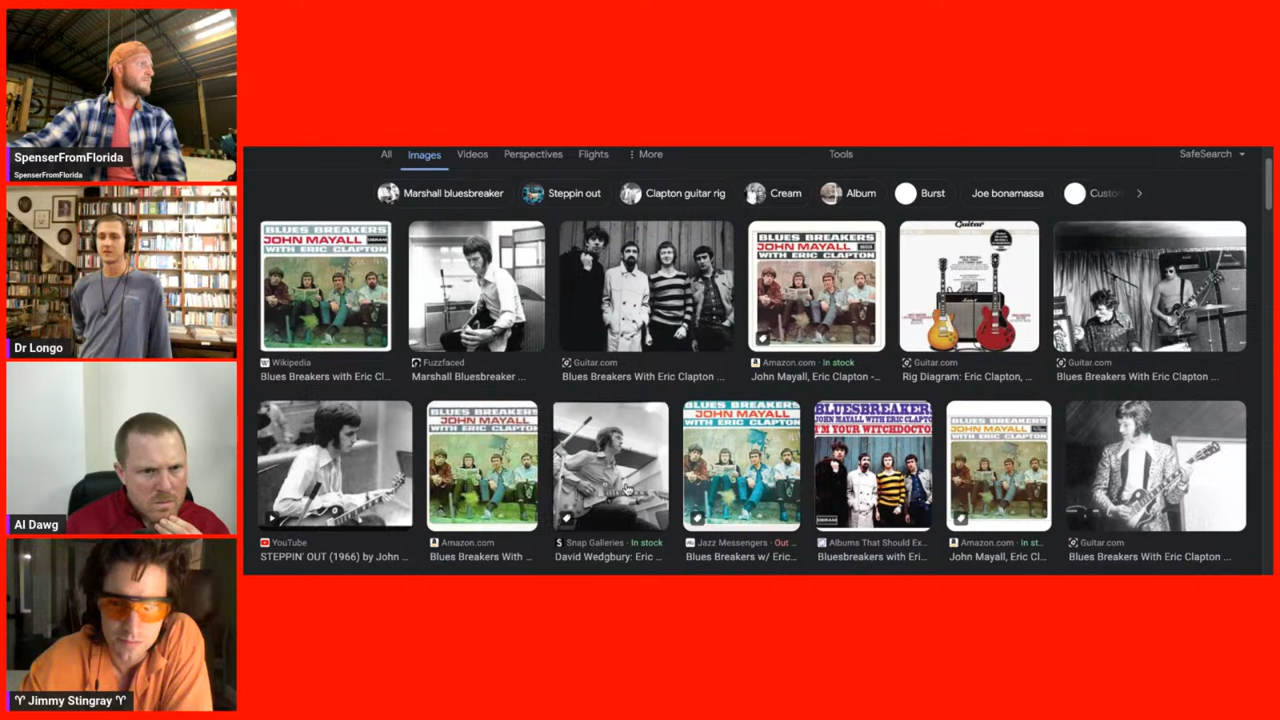 SpenserFromFlorida
SpenserFromFlorida
Dr Longo
Al Dawg
♈ Jimmy Stingray ♈
All Images Videos Perspectives Flights ⋮ More Tools SafeSearch
Marshall bluesbreaker Steppin out Clapton guitar rig Cream Album Burst Joe bonamassa Custo
BLUES BREAKERS
JOHN MAYALL
WITH ERIC CLAPTON
BLUES BREAKERS
JOHN MAYALL
WITH ERIC CLAPTON
Guitar
Wikipedia
Blues Breakers with Eric Cl...
Fuzzfaced
Marshall Bluesbreaker ...
Guitar.com
Blues Breakers With Eric Clapton ...
Amazon.com · In stock
John Mayall, Eric Clapton -...
Guitar.com
Rig Diagram: Eric Clapton, ...
Guitar.com
Blues Breakers With Eric Clapton ...
BLUES BREAKERS
JOHN MAYALL
WITH ERIC CLAPTON
BLUES BREAKERS
JOHN MAYALL
WITH ERIC CLAPTON
BLUESBREAKERS
JOHN MAYALL WITH ERIC CLAPTON
I'M YOUR WITCHDOCTOR
BLUES BREAKERS
JOHN MAYALL
WITH ERIC CLAPTON
YouTube
STEPPIN' OUT (1966) by John ...
Amazon.com
Blues Breakers With ...
Snap Galleries · In stock
David Wedgbury: Eric ...
Jazz Messengers · Out ...
Blues Breakers w/ Eric...
Albums That Should Ex...
Bluesbreakers with Eri...
Amazon.com · In st...
John Mayall, Eric Cl...
Guitar.com
Blues Breakers With Eric Clapton ...